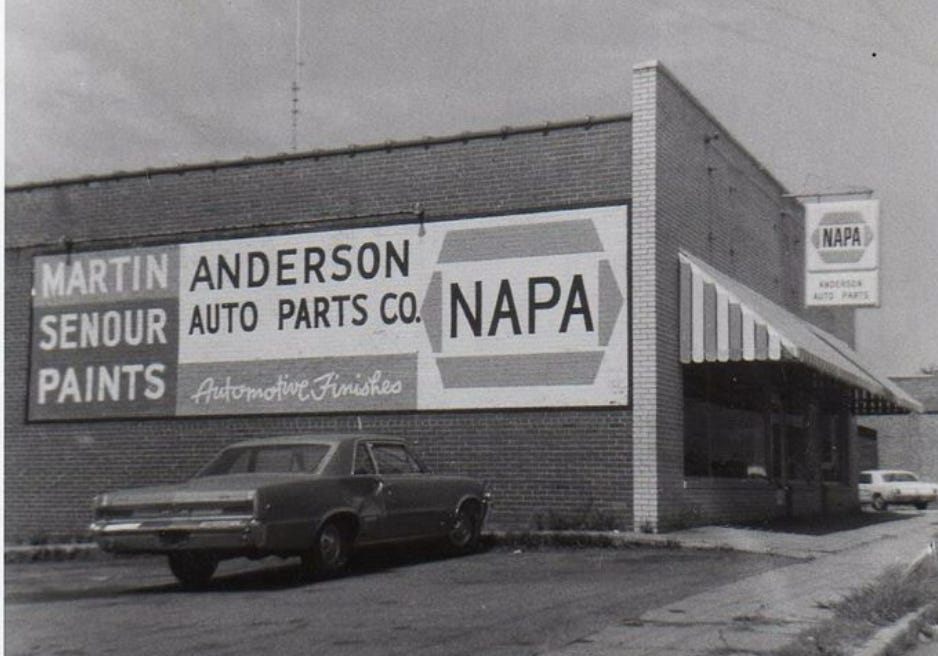 MARTIN
SENOUR
PAINTS
ANDERSON
AUTO PARTS CO.
Automotive Finishes
NAPA
NAPA
ANDERSON
AUTO PARTS